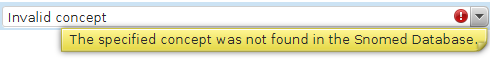 Invalid concept
The specified concept was not found in the Snomed Database.